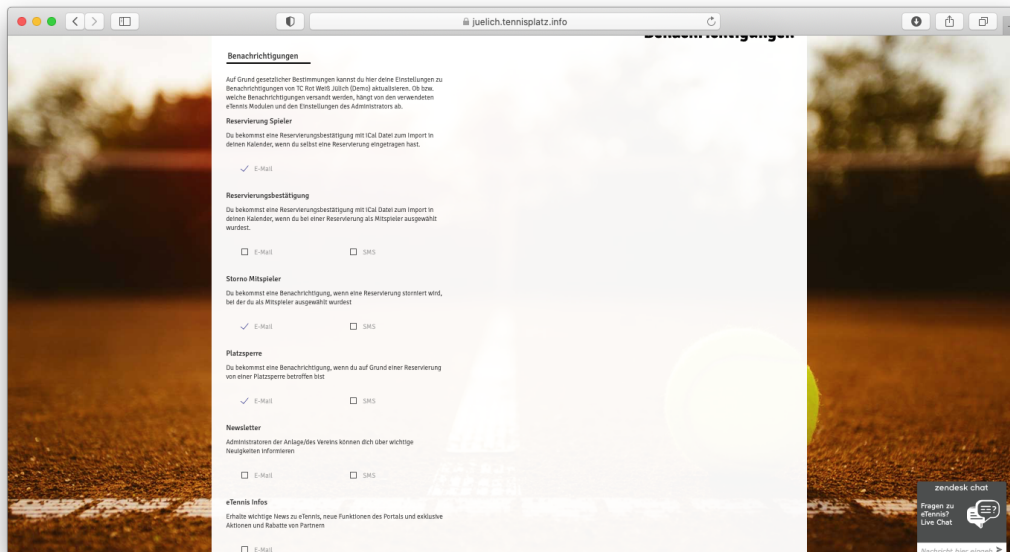 juelich.tennisplatz.info
Benachrichtigungen
Benachrichtigungen
Auf Grund gesetzlicher Bestimmungen kannst du hier deine Einstellungen zu
Benachrichtigungen von TC Rot Weiß Jülich (Demo) aktualisieren. Ob bzw.
welche Benachrichtigungen versandt werden, hängt von den verwendeten
eTennis Modulen und den Einstellungen des Administrators ab.
Reservierung Spieler
Du bekommst eine Reservierungsbestätigung mit iCal Datei zum Import in
deinen Kalender, wenn du selbst eine Reservierung eingetragen hast.
E-Mail
Reservierungsbestätigung
Du bekommst eine Reservierungsbestätigung mit iCal Datei zum Import in
deinen Kalender, wenn du bei einer Reservierung als Mitspieler ausgewählt
wurdest.
E-Mail SMS
Storno Mitspieler
Du bekommst eine Benachrichtigung, wenn eine Reservierung storniert wird,
bei der du als Mitspieler ausgewählt wurdest
E-Mail SMS
Platzsperre
Du bekommst eine Benachrichtigung, wenn du auf Grund einer Reservierung
von einer Platzsperre betroffen bist
E-Mail SMS
Newsletter
Administratoren der Anlage/des Vereins können dich über wichtige
Neuigkeiten informieren
E-Mail SMS
eTennis Infos
Erhalte wichtige News zu eTennis, neue Funktionen des Portals und exklusive
Aktionen und Rabatte von Partnern
E-Mail
zendesk chat
Fragen zu
eTennis?
Live Chat
Nachricht hier eingeb